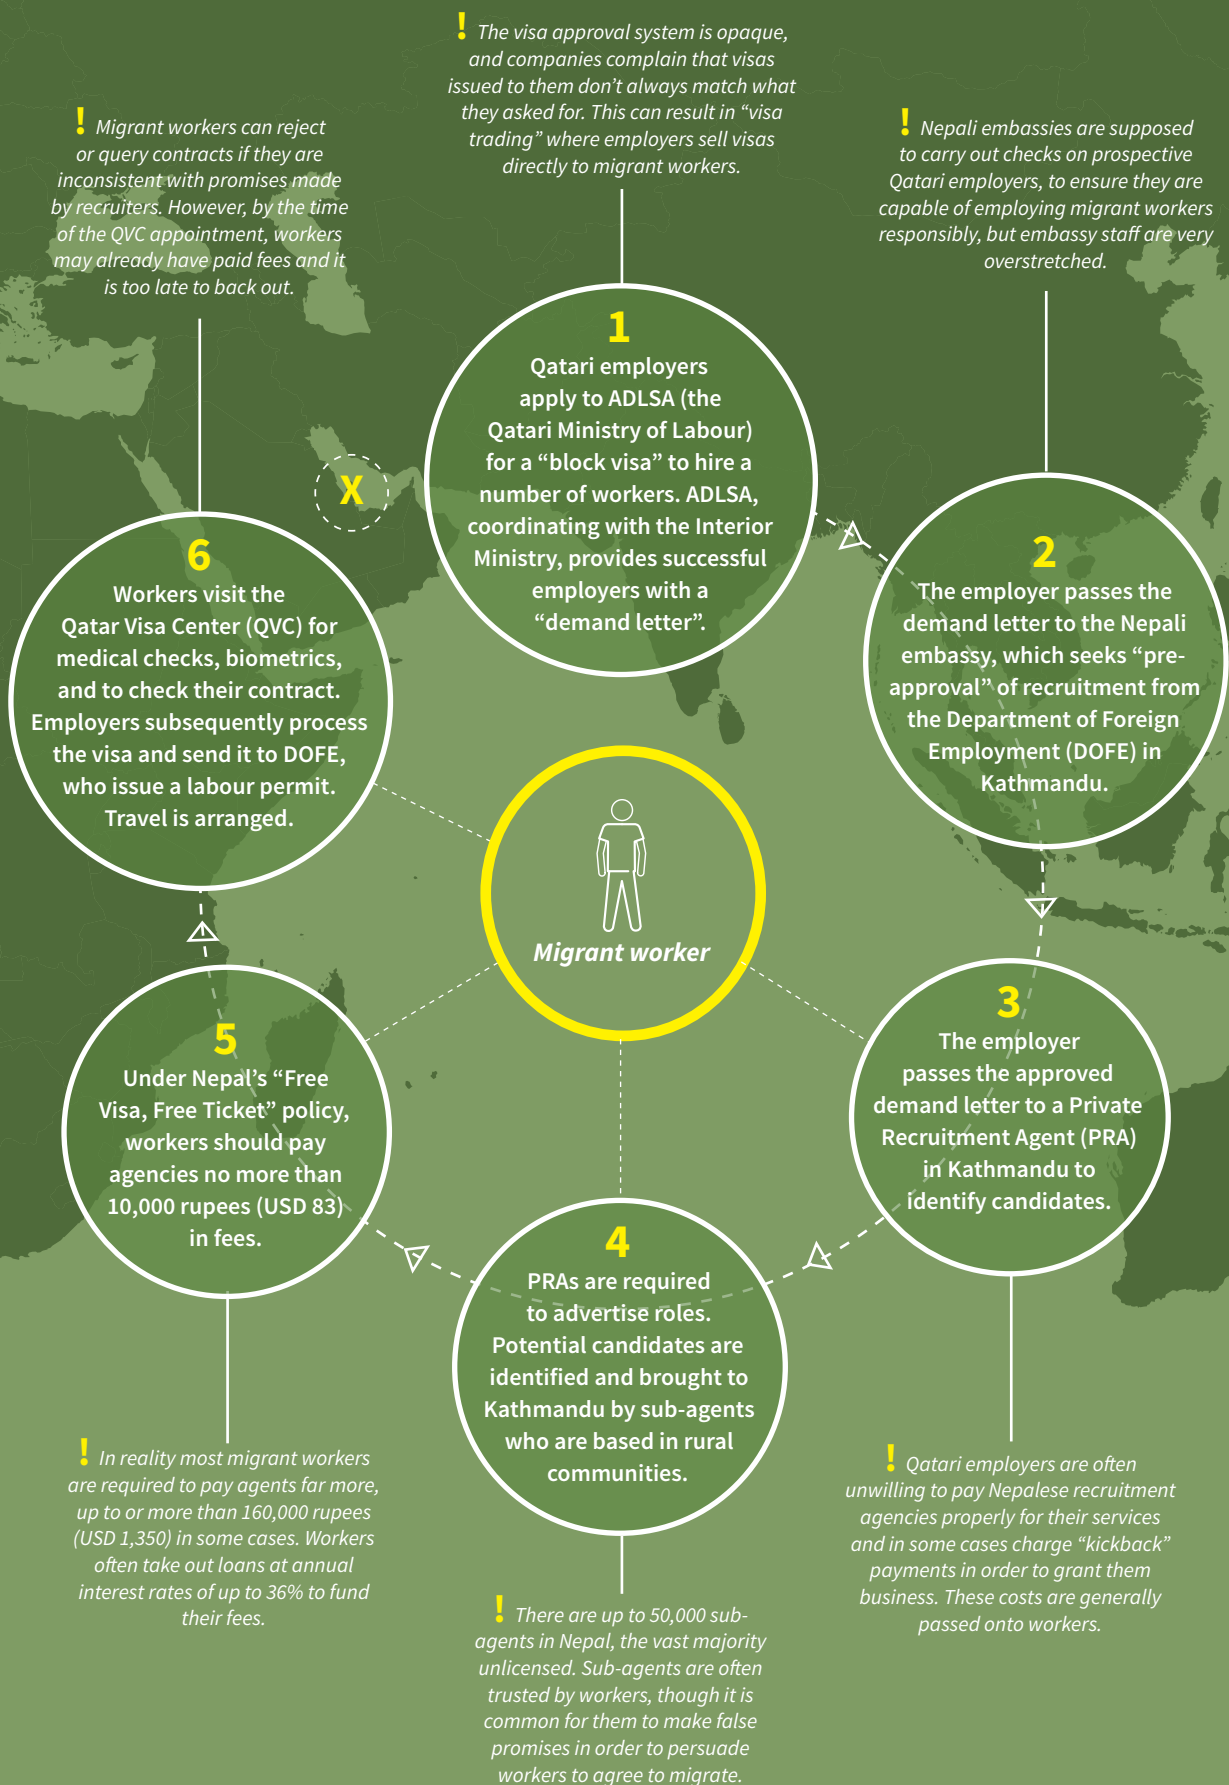 ! The visa approval system is opaque,
and companies complain that visas
issued to them don’t always match what
they asked for. This can result in “visa
trading” where employers sell visas
directly to migrant workers.
! Migrant workers can reject
or query contracts if they are
inconsistent with promises made
by recruiters. However, by the time
of the QVC appointment, workers
may already have paid fees and it
is too late to back out.
! Nepali embassies are supposed
to carry out checks on prospective
Qatari employers, to ensure they are
capable of employing migrant workers
responsibly, but embassy staff are very
overstretched.
1
Qatari employers
apply to ADLSA (the
Qatari Ministry of Labour)
for a “block visa” to hire a
number of workers. ADLSA,
coordinating with the Interior
Ministry, provides successful
employers with a
“demand letter”.
X
2
The employer passes the
demand letter to the Nepali
embassy, which seeks “pre-
approval” of recruitment from
the Department of Foreign
Employment (DOFE) in
Kathmandu.
6
Workers visit the
Qatar Visa Center (QVC) for
medical checks, biometrics,
and to check their contract.
Employers subsequently process
the visa and send it to DOFE,
who issue a labour permit.
Travel is arranged.
Migrant worker
3
The employer
passes the approved
demand letter to a Private
Recruitment Agent (PRA)
in Kathmandu to
identify candidates.
5
Under Nepal’s “Free
Visa, Free Ticket” policy,
workers should pay
agencies no more than
10,000 rupees (USD 83)
in fees.
4
PRAs are required
to advertise roles.
Potential candidates are
identified and brought to
Kathmandu by sub-agents
who are based in rural
communities.
! In reality most migrant workers
are required to pay agents far more,
up to or more than 160,000 rupees
(USD 1,350) in some cases. Workers
often take out loans at annual
interest rates of up to 36% to fund
their fees.
! Qatari employers are often
unwilling to pay Nepalese recruitment
agencies properly for their services
and in some cases charge “kickback”
payments in order to grant them
business. These costs are generally
passed onto workers.
! There are up to 50,000 sub-
agents in Nepal, the vast majority
unlicensed. Sub-agents are often
trusted by workers, though it is
common for them to make false
promises in order to persuade
workers to agree to migrate.